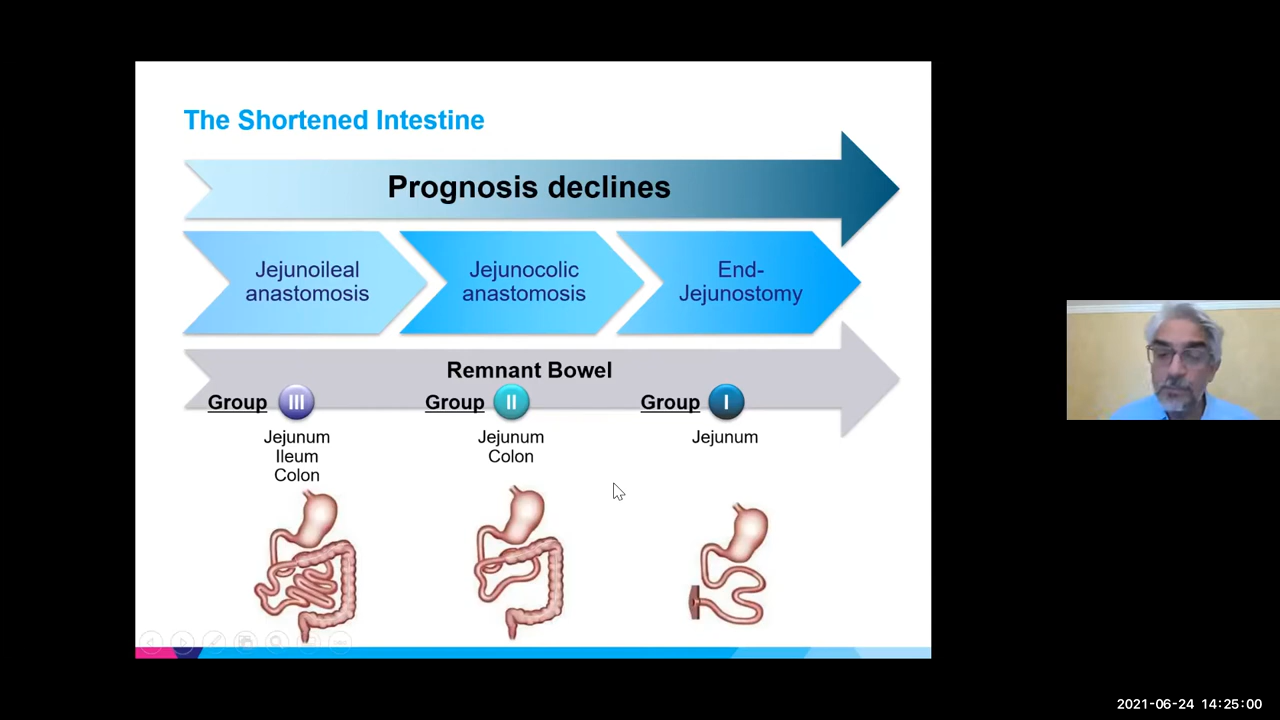 The Shortened Intestine
Prognosis declines
Jejunoileal
anastomosis
Jejunocolic
anastomosis
End-
Jejunostomy
Remnant Bowel
Group III
Jejunum
Ileum
Colon
Group II
Jejunum
Colon
Group I
Jejunum
2021-06-24 14:25:00